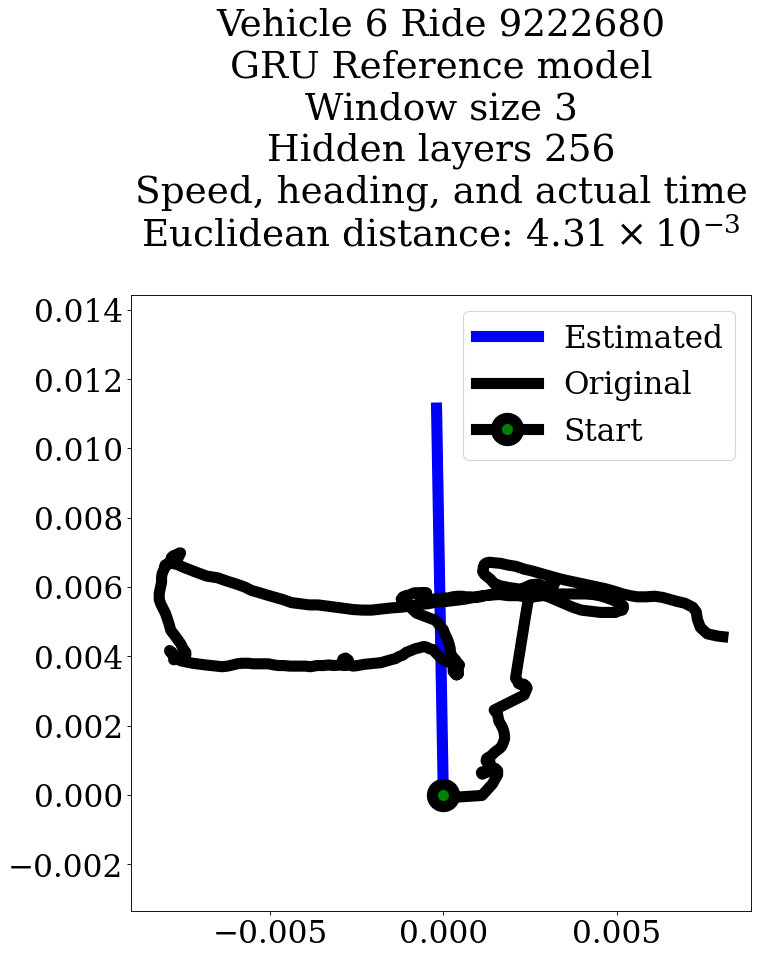 Vehicle 6 Ride 9222680
GRU Reference model
Window size 3
Hidden layers 256
Speed, heading, and actual time
Euclidean distance: 4.31 × 10⁻³
0.014
0.012
0.010
0.008
0.006
0.004
0.002
0.000
−0.002
Estimated
Original
Start
−0.005 0.000 0.005